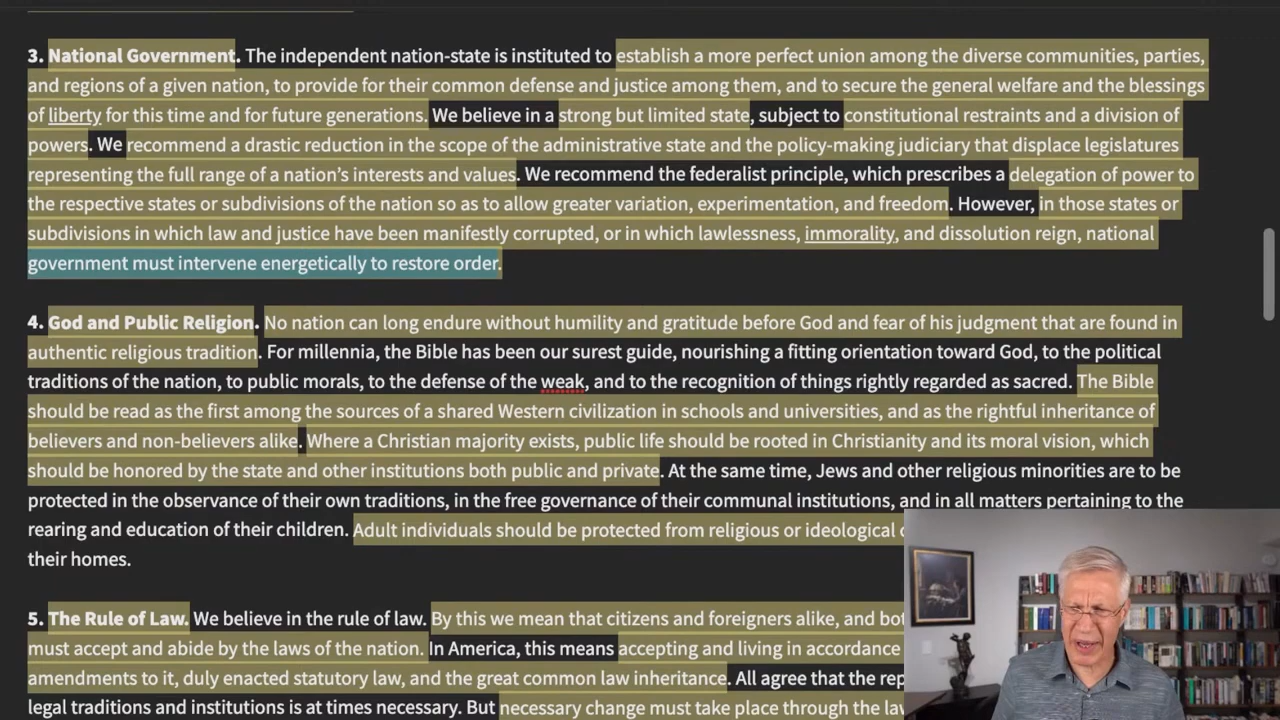 3. National Government. The independent nation-state is instituted to establish a more perfect union among the diverse communities, parties,
and regions of a given nation, to provide for their common defense and justice among them, and to secure the general welfare and the blessings
of liberty for this time and for future generations. We believe in a strong but limited state, subject to constitutional restraints and a division of
powers. We recommend a drastic reduction in the scope of the administrative state and the policy-making judiciary that displace legislatures
representing the full range of a nation’s interests and values. We recommend the federalist principle, which prescribes a delegation of power to
the respective states or subdivisions of the nation so as to allow greater variation, experimentation, and freedom. However, in those states or
subdivisions in which law and justice have been manifestly corrupted, or in which lawlessness, immorality, and dissolution reign, national
government must intervene energetically to restore order.
4. God and Public Religion. No nation can long endure without humility and gratitude before God and fear of his judgment that are found in
authentic religious tradition. For millennia, the Bible has been our surest guide, nourishing a fitting orientation toward God, to the political
traditions of the nation, to public morals, to the defense of the weak, and to the recognition of things rightly regarded as sacred. The Bible
should be read as the first among the sources of a shared Western civilization in schools and universities, and as the rightful inheritance of
believers and non-believers alike. Where a Christian majority exists, public life should be rooted in Christianity and its moral vision, which
should be honored by the state and other institutions both public and private. At the same time, Jews and other religious minorities are to be
protected in the observance of their own traditions, in the free governance of their communal institutions, and in all matters pertaining to the
rearing and education of their children. Adult individuals should be protected from religious or ideological
their homes.
5. The Rule of Law. We believe in the rule of law. By this we mean that citizens and foreigners alike, and
must accept and abide by the laws of the nation. In America, this means accepting and living in accordance
amendments to it, duly enacted statutory law, and the great common law inheritance. All agree that the
legal traditions and institutions is at times necessary. But necessary change must take place through the